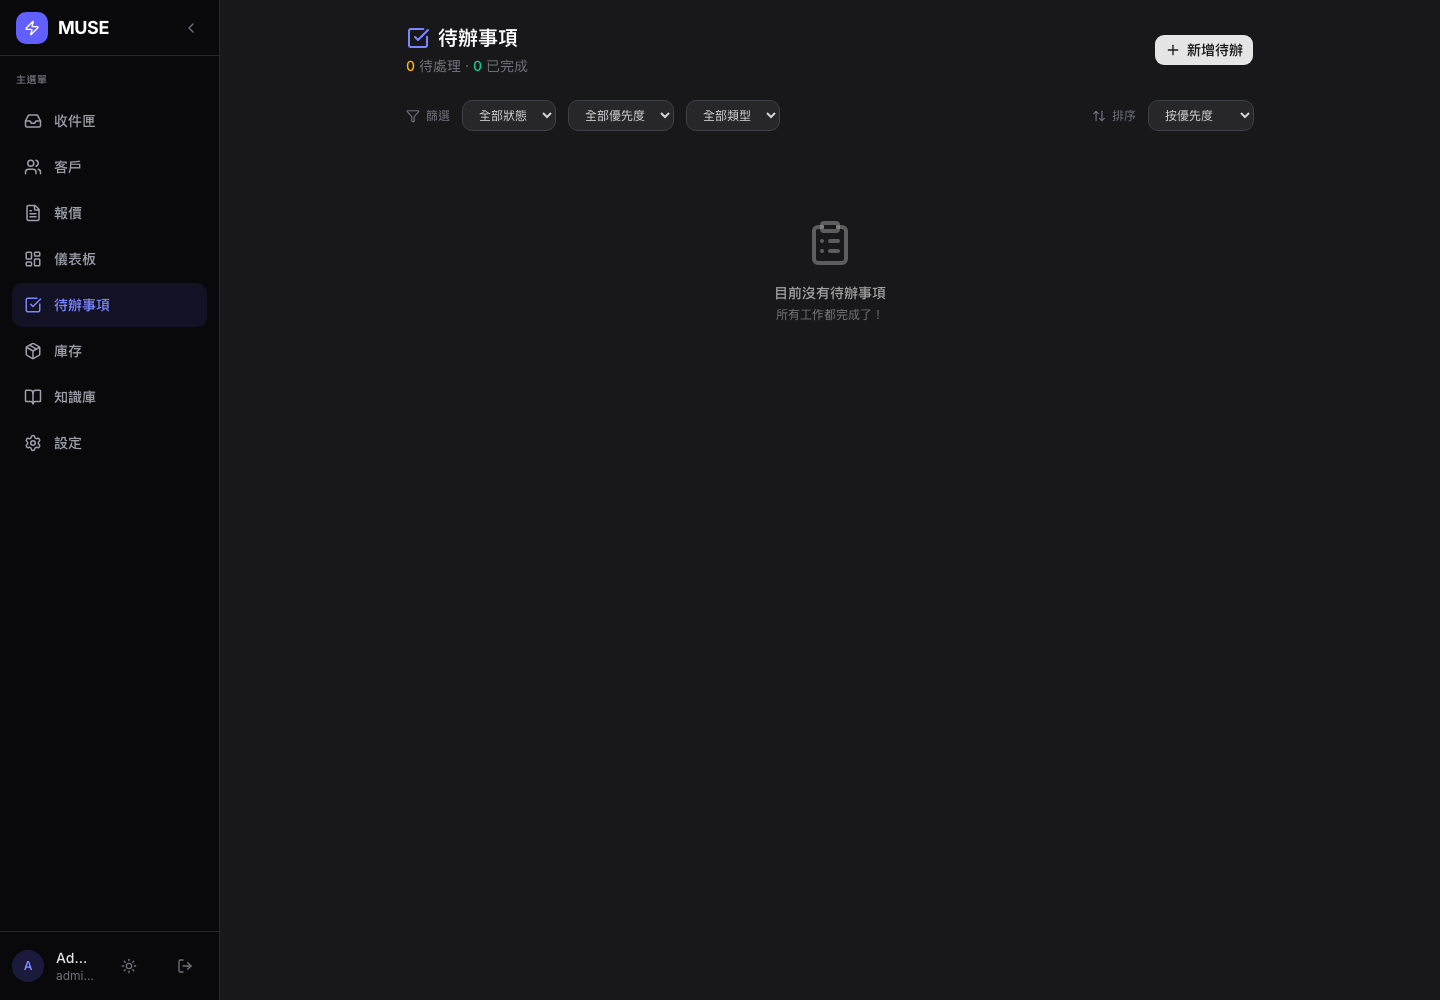 MUSE
主選單
收件匣
客戶
報價
儀表板
待辦事項
庫存
知識庫
設定
A
Ad...
admi...
待辦事項
0 待處理 · 0 已完成
新增待辦
篩選 全部狀態 全部優先度 全部類型 排序 按優先度
目前沒有待辦事項
所有工作都完成了！